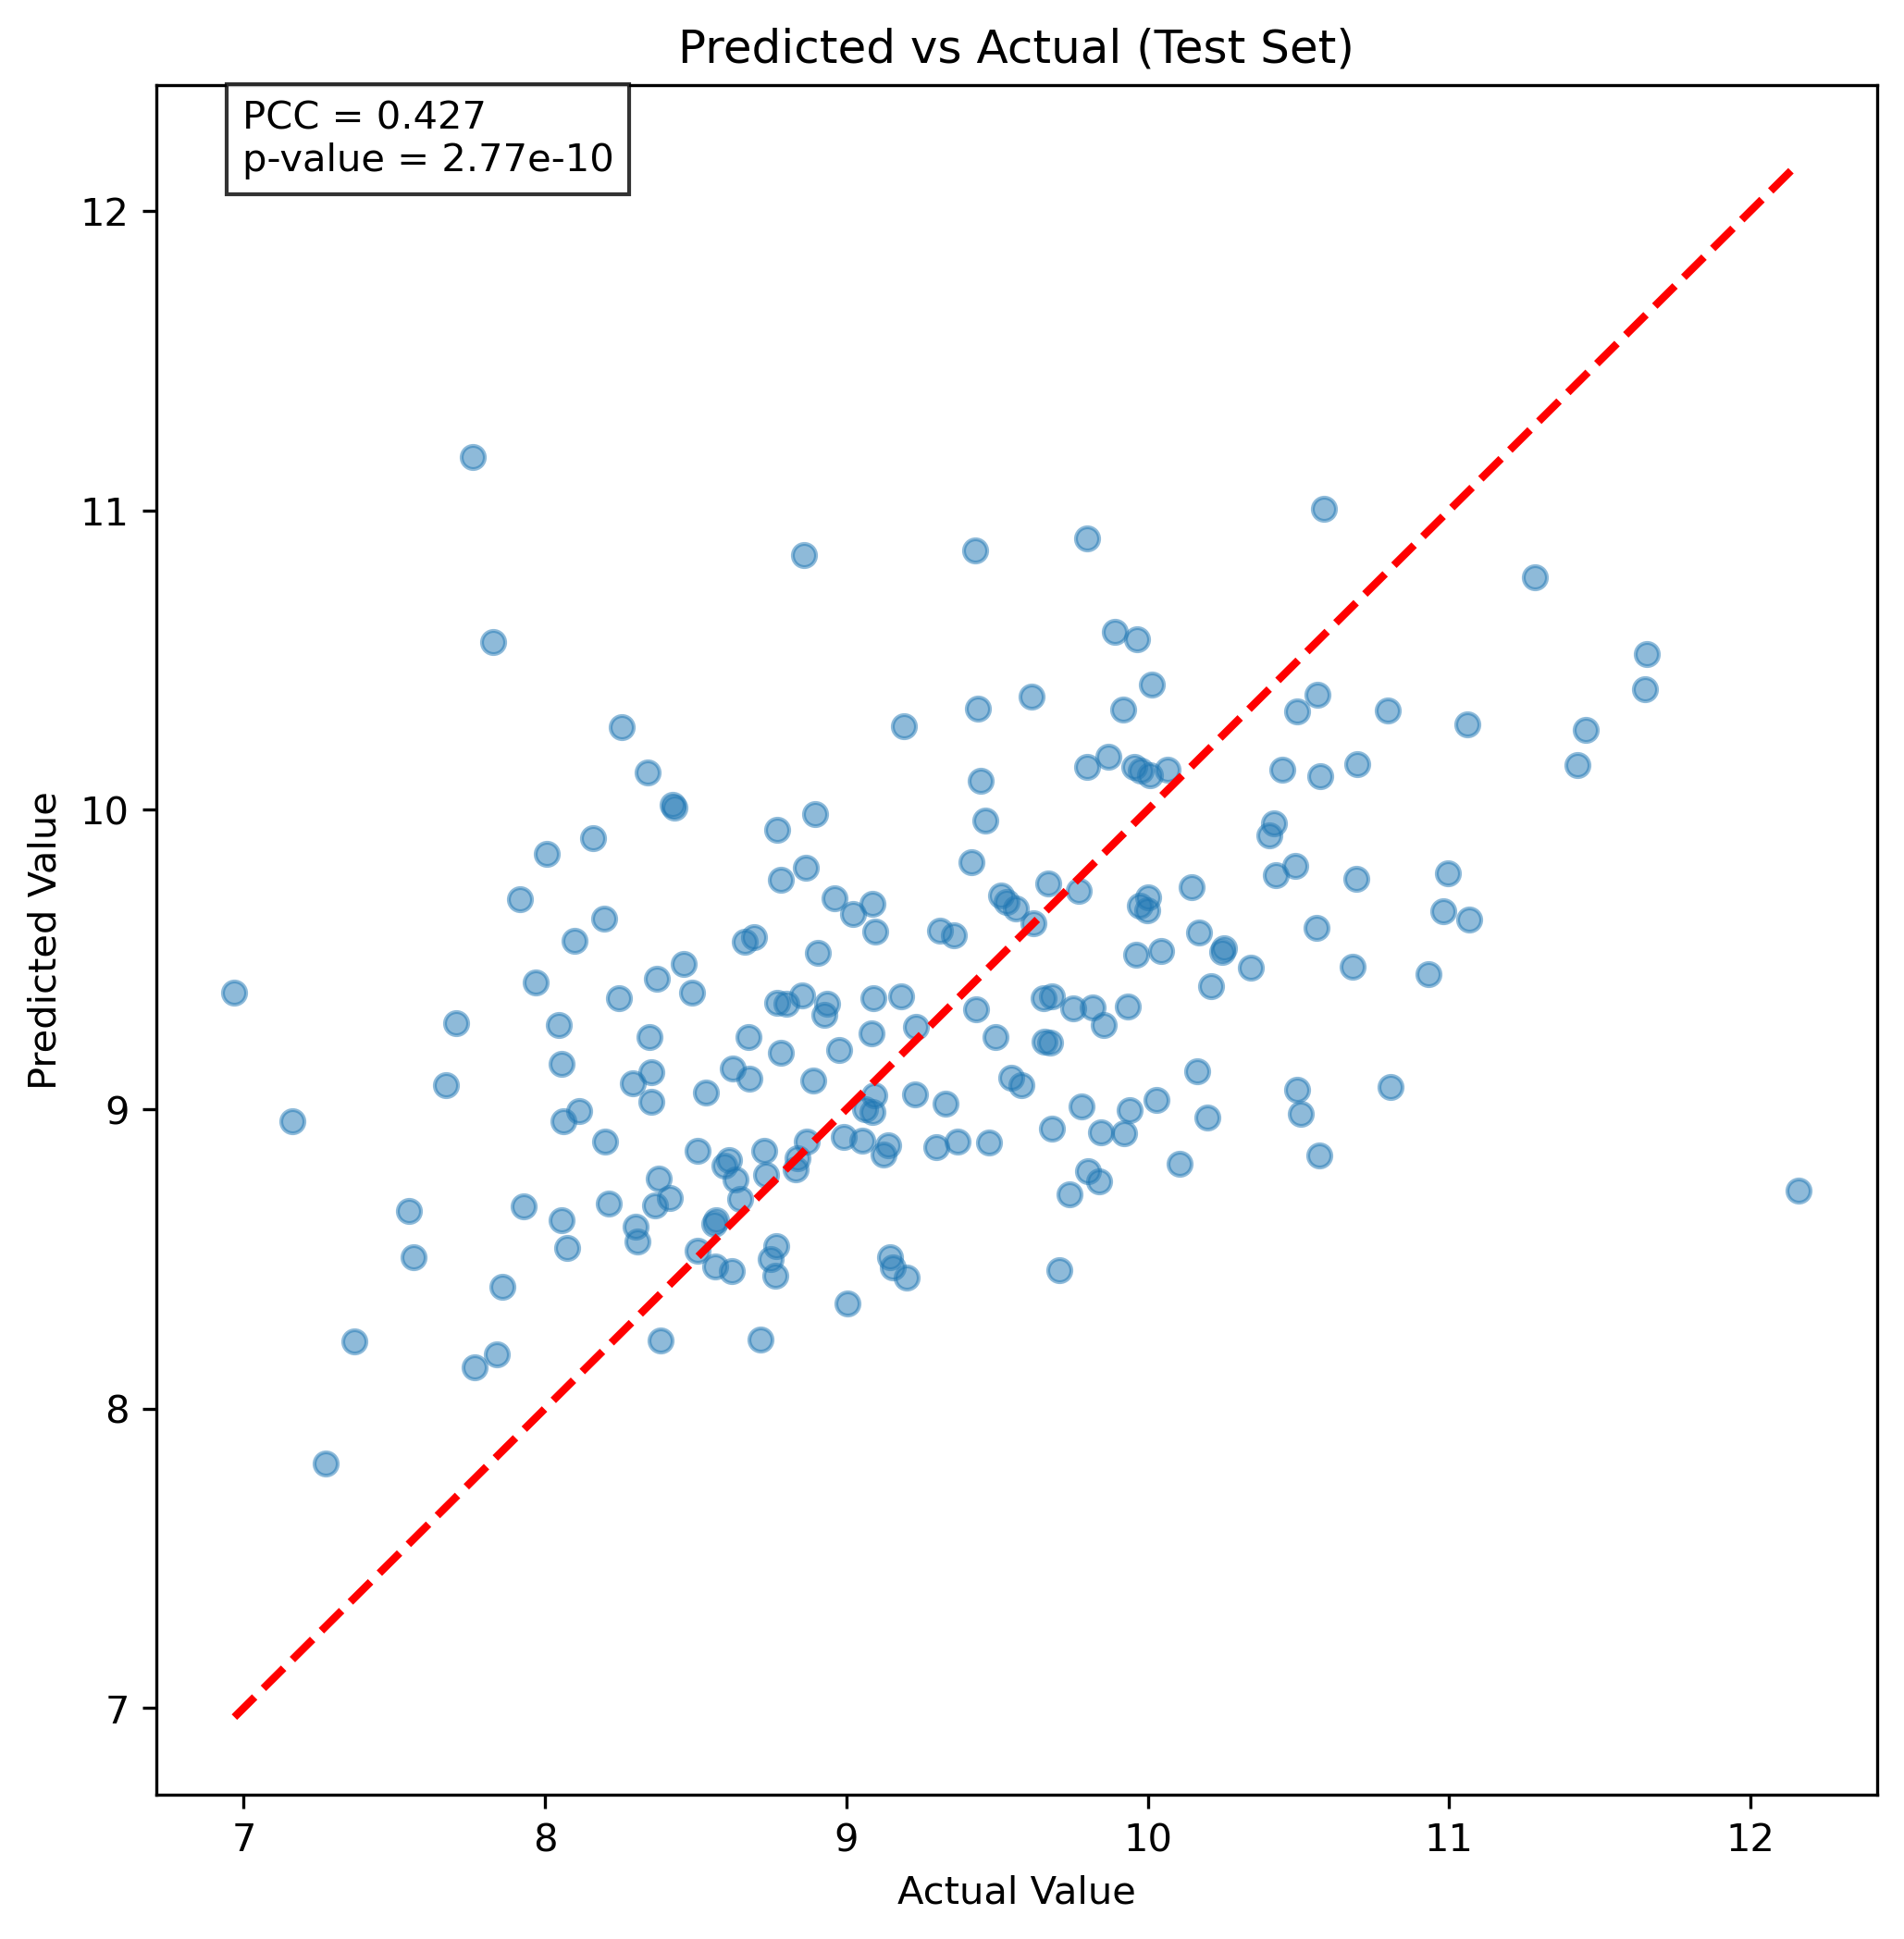 Predicted vs Actual (Test Set)
PCC = 0.427
p-value = 2.77e-10
Predicted Value
12
11
10
9
8
7
7 8 9 10 11 12
Actual Value